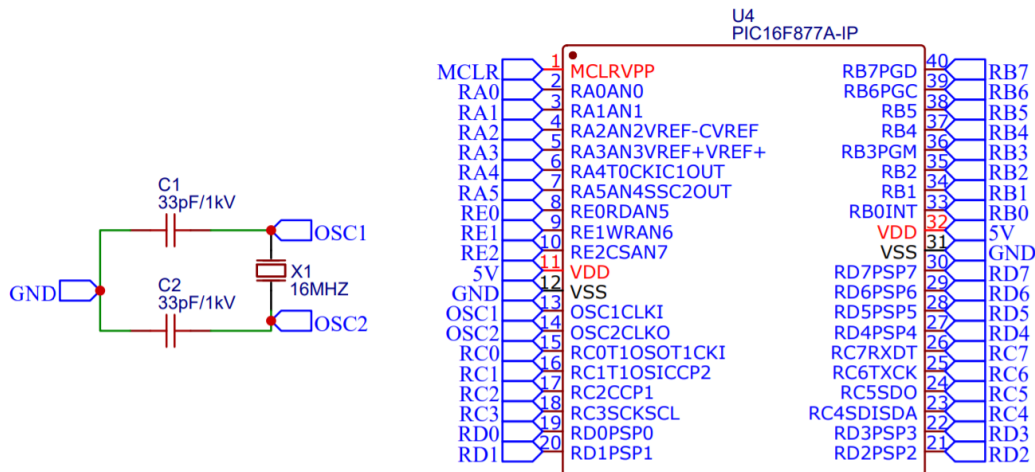 U4
PIC16F877A-IP
MCLR 1 MCLRVPP RB7PGD 40 RB7
RA0 2 RA0AN0 RB6PGC 39 RB6
RA1 3 RA1AN1 RB5 38 RB5
RA2 4 RA2AN2VREF-CVREF RB4 37 RB4
RA3 5 RA3AN3VREF+VREF+ RB3PGM 36 RB3
RA4 6 RA4T0CKIC1OUT RB2 35 RB2
RA5 7 RA5AN4SSC2OUT RB1 34 RB1
RE0 8 RE0RDAN5 RB0INT 33 RB0
RE1 9 RE1WRAN6 VDD 32 5V
RE2 10 RE2CSAN7 VSS 31 GND
5V 11 VDD RD7PSP7 30 RD7
GND 12 VSS RD6PSP6 29 RD6
OSC1 13 OSC1CLKI RD5PSP5 28 RD5
OSC2 14 OSC2CLKO RD4PSP4 27 RD4
RC0 15 RC0T1OSOT1CKI RC7RXDT 26 RC7
RC1 16 RC1T1OSICCP2 RC6TXCK 25 RC6
RC2 17 RC2CCP1 RC5SDO 24 RC5
RC3 18 RC3SCKSCL RC4SDISDA 23 RC4
RD0 19 RD0PSP0 RD3PSP3 22 RD3
RD1 20 RD1PSP1 RD2PSP2 21 RD2
C1
33pF/1kV
OSC1
X1
16MHZ
GND
C2
33pF/1kV
OSC2